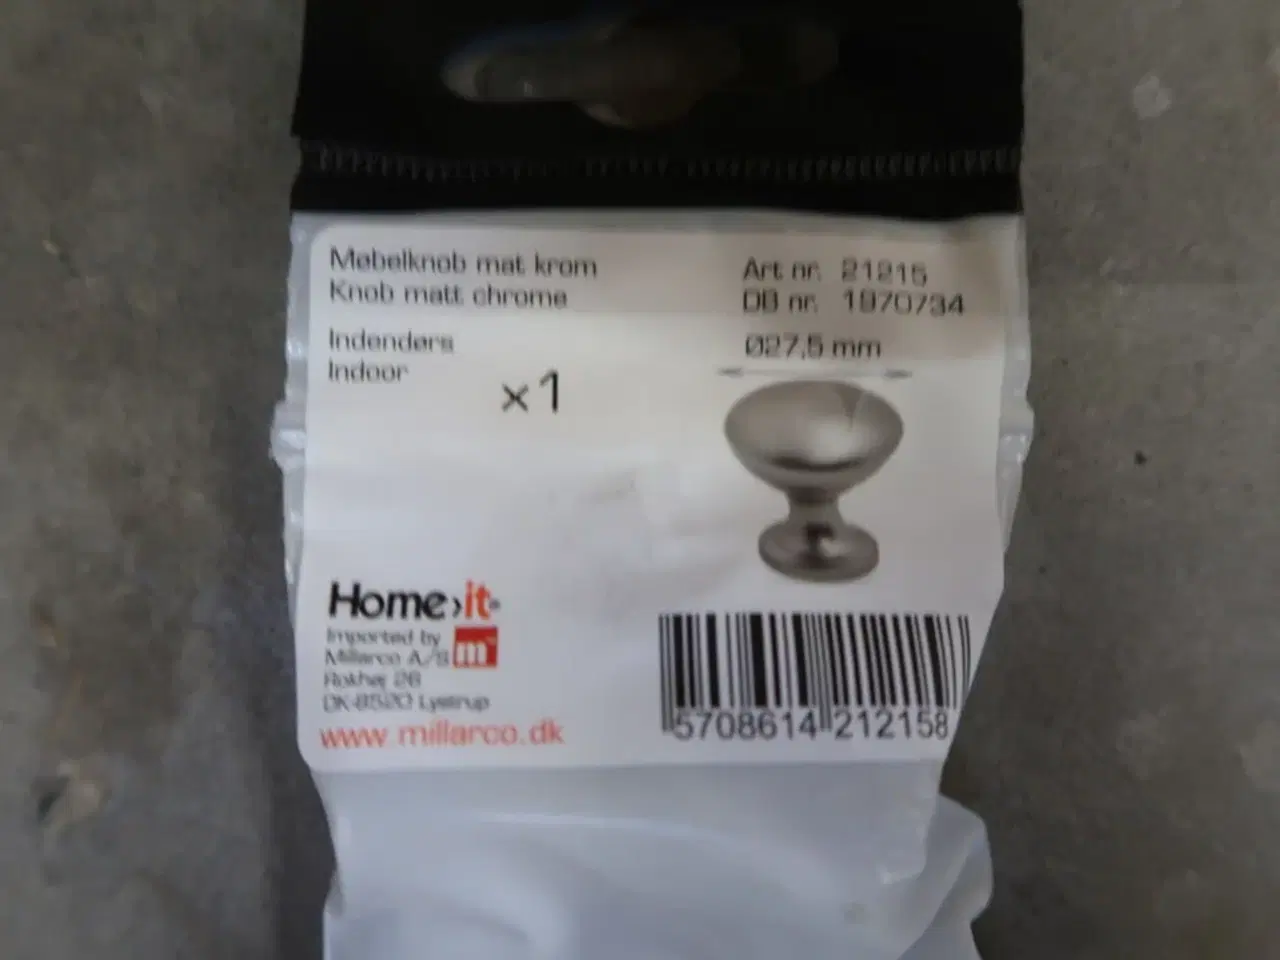 Møbelknob mat krom
Knob matt chrome
Art nr. 21215
DB nr. 1970734
Indendørs
Indoor
x1
Ø27,5 mm
Home›it®
Imported by
Millarco A/S
m
Rokhøj 26
DK-8520 Lystrup
www.millarco.dk
5708614 212158